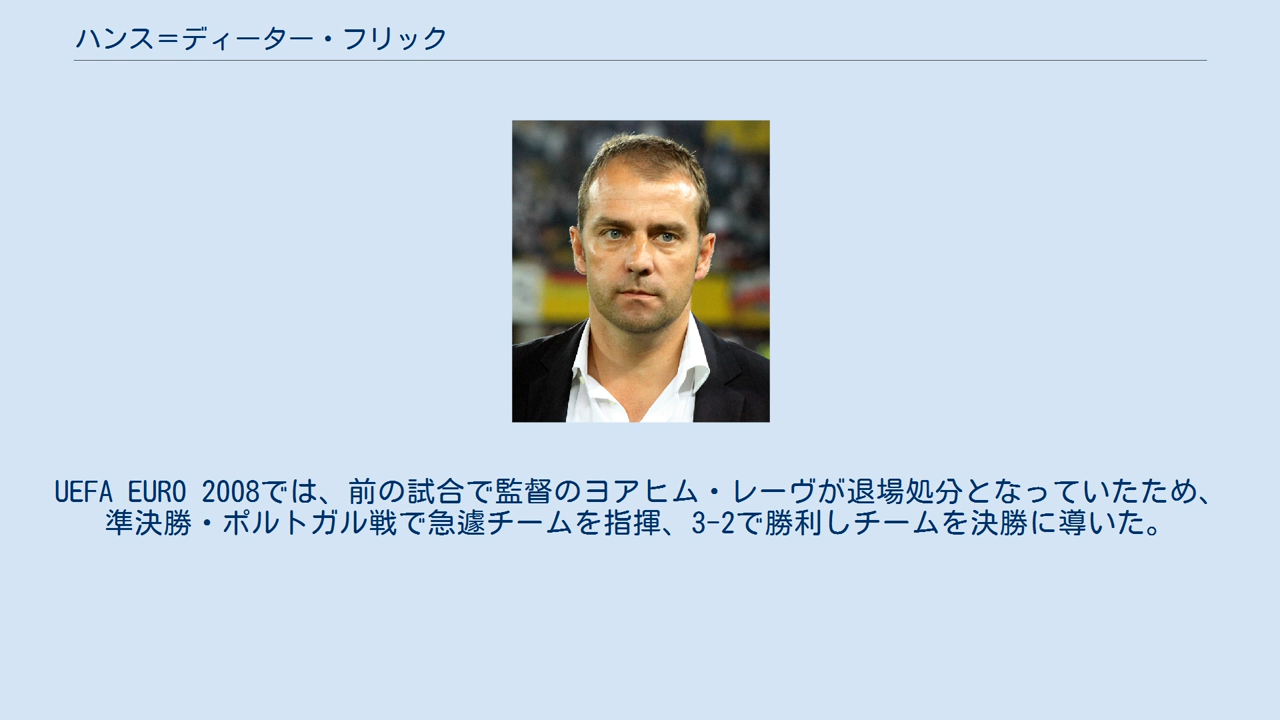 ハンス＝ディーター・フリック
UEFA EURO 2008では、前の試合で監督のヨアヒム・レーヴが退場処分となっていたため、
準決勝・ポルトガル戦で急遽チームを指揮、3-2で勝利しチームを決勝に導いた。